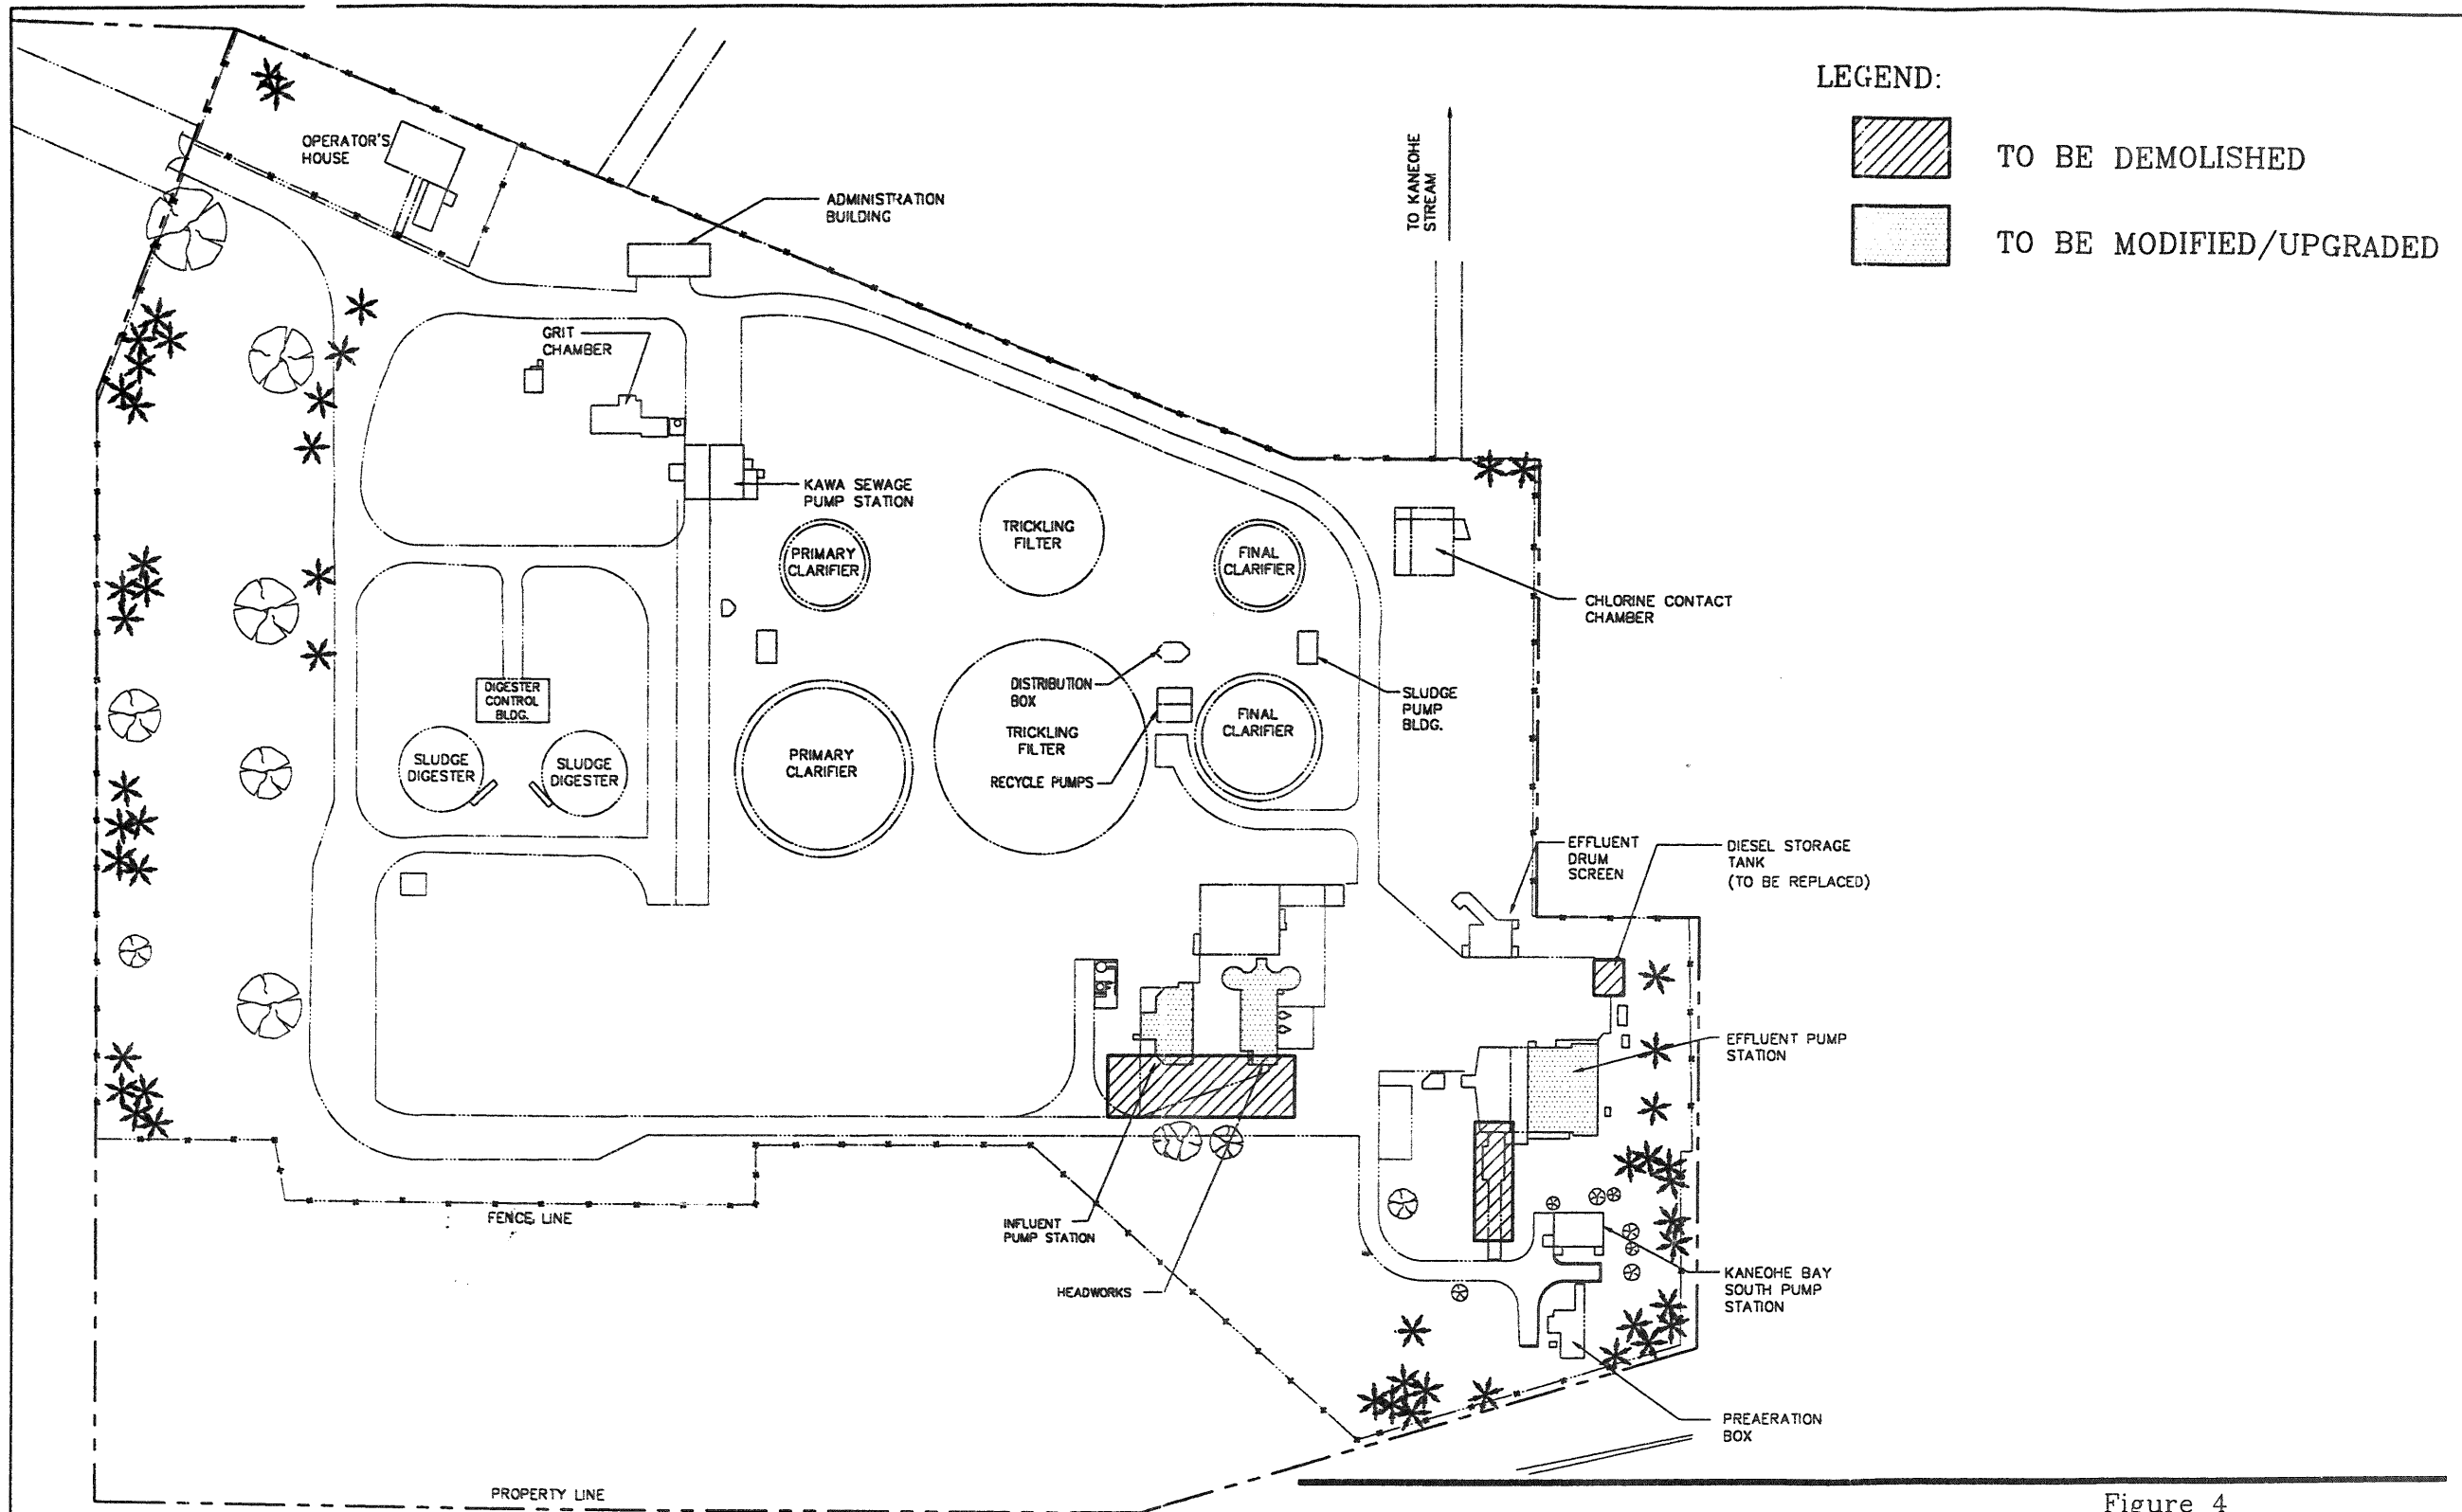 LEGEND:
TO BE DEMOLISHED
TO BE MODIFIED/UPGRADED
OPERATOR'S
HOUSE
ADMINISTRATION
BUILDING
TO KANEOHE
STREAM
GRIT
CHAMBER
KAWA SEWAGE
PUMP STATION
PRIMARY
CLARIFIER
TRICKLING
FILTER
FINAL
CLARIFIER
CHLORINE CONTACT
CHAMBER
DIGESTER
CONTROL
BLDG.
SLUDGE
DIGESTER
SLUDGE
DIGESTER
PRIMARY
CLARIFIER
DISTRIBUTION
BOX
TRICKLING
FILTER
RECYCLE PUMPS
FINAL
CLARIFIER
SLUDGE
PUMP
BLDG.
EFFLUENT
DRUM
SCREEN
DIESEL STORAGE
TANK
(TO BE REPLACED)
EFFLUENT PUMP
STATION
FENCE LINE
INFLUENT
PUMP STATION
HEADWORKS
KANEOHE BAY
SOUTH PUMP
STATION
PREAERATION
BOX
PROPERTY LINE
Figure 4